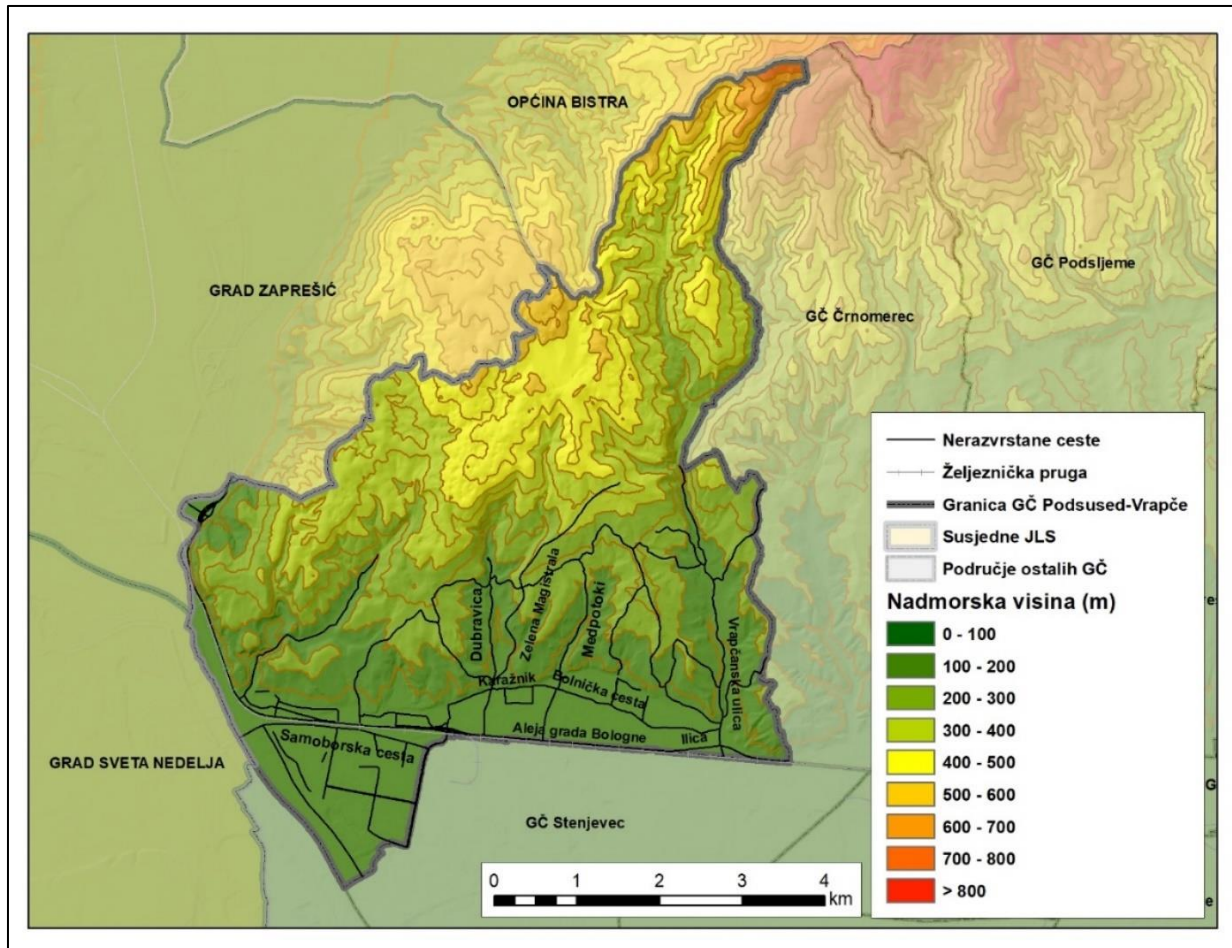 OPĆINA BISTRA
GČ Podsljeme
GRAD ZAPREŠIĆ
GČ Črnomerec
Dubravica
Zelena Magistrala
Medpotoki
Vrapčanska ulica
Karažnik
Bolnička cesta
Aleja grada Bologne
Ilica
Samoborska cesta
GRAD SVETA NEDELJA
GČ Stenjevec
0 1 2 3 4
km
Nerazvrstane ceste
Željeznička pruga
Granica GČ Podsused-Vrapče
Susjedne JLS
Područje ostalih GČ
Nadmorska visina (m)
0 - 100
100 - 200
200 - 300
300 - 400
400 - 500
500 - 600
600 - 700
700 - 800
> 800